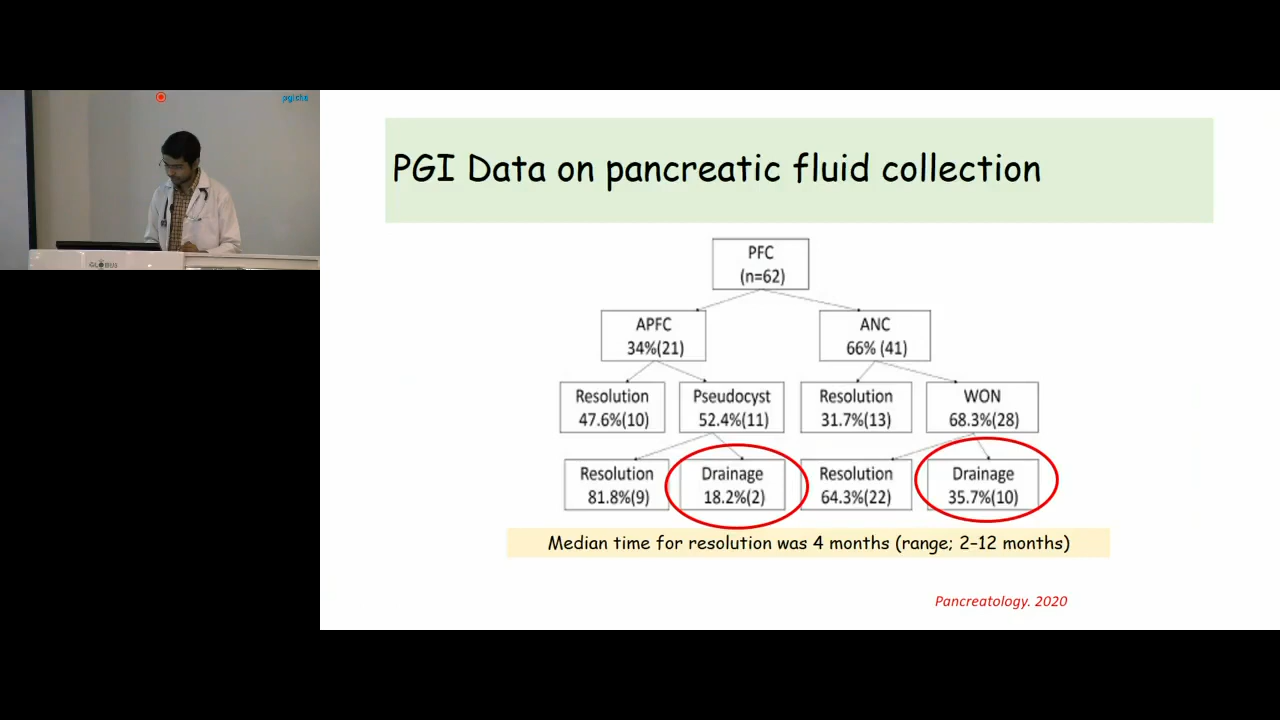 pgi.chd
GLOBUS
PGI Data on pancreatic fluid collection
PFC
(n=62)
APFC
34%(21)
ANC
66% (41)
Resolution
47.6%(10)
Pseudocyst
52.4%(11)
Resolution
31.7%(13)
WON
68.3%(28)
Resolution
81.8%(9)
Drainage
18.2%(2)
Resolution
64.3%(22)
Drainage
35.7%(10)
Median time for resolution was 4 months (range; 2–12 months)
Pancreatology. 2020